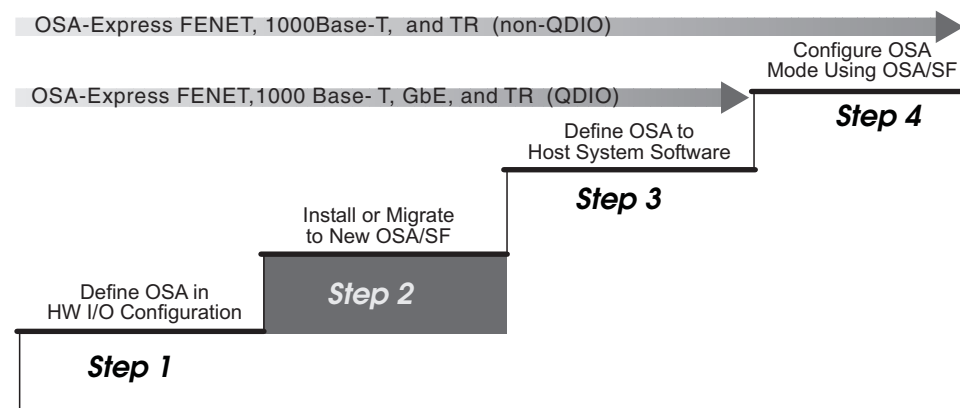 OSA-Express FENET, 1000Base-T, and TR (non-QDIO)
Configure OSA
Mode Using OSA/SF
OSA-Express FENET,1000 Base- T, GbE, and TR (QDIO)
Step 4
Define OSA to
Host System Software
Step 3
Install or Migrate
to New OSA/SF
Step 2
Define OSA in
HW I/O Configuration
Step 1